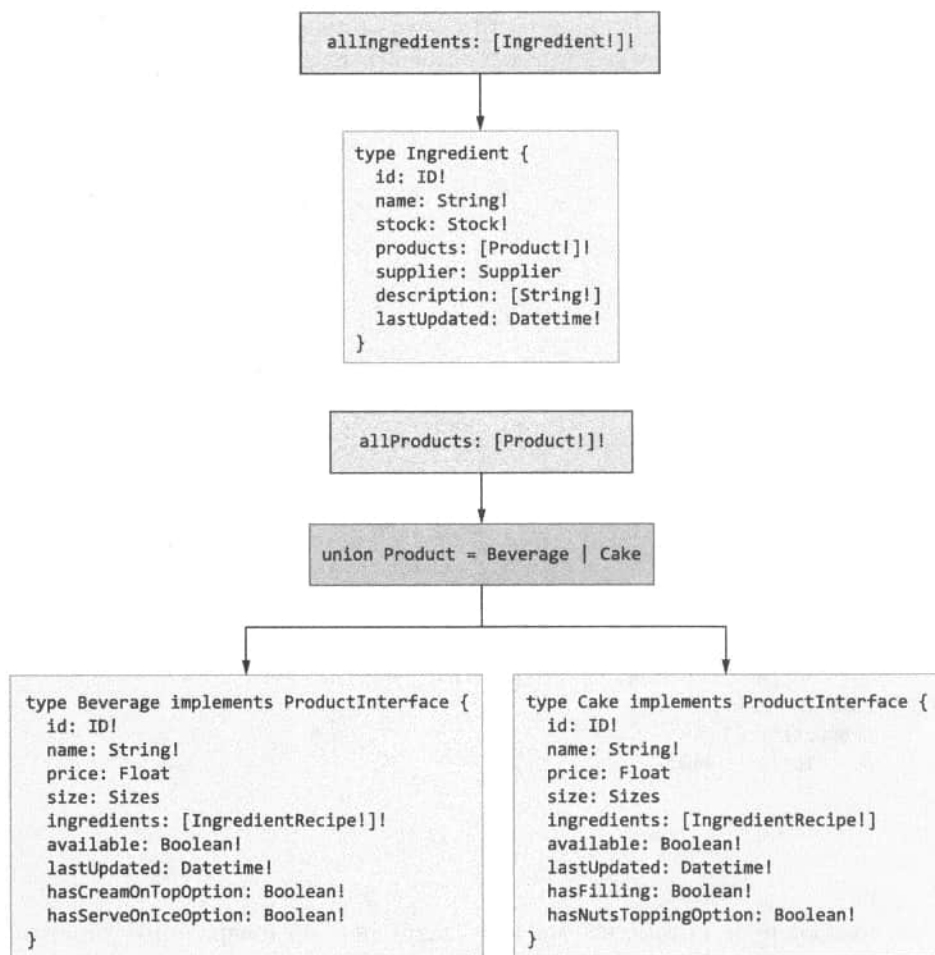 allIngredients: [Ingredient!]!
type Ingredient {
id: ID!
name: String!
stock: Stock!
products: [Product!]!
supplier: Supplier
description: [String!]
lastUpdated: Datetime!
}
allProducts: [Product!]!
union Product = Beverage | Cake
type Beverage implements ProductInterface {
id: ID!
name: String!
price: Float
size: Sizes
ingredients: [IngredientRecipe!]!
available: Boolean!
lastUpdated: Datetime!
hasCreamOnTopOption: Boolean!
hasServeOnIceOption: Boolean!
}
type Cake implements ProductInterface {
id: ID!
name: String!
price: Float
size: Sizes
ingredients: [IngredientRecipe!]
available: Boolean!
lastUpdated: Datetime!
hasFilling: Boolean!
hasNutsToppingOption: Boolean!
}